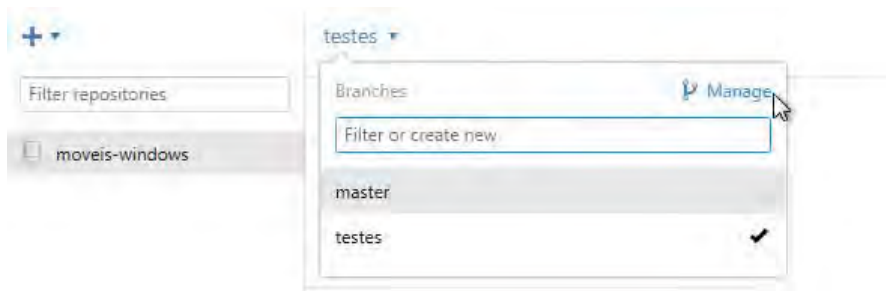 testes
Filter repositories
moveis-windows
Branches
Manage
Filter or create new
master
testes